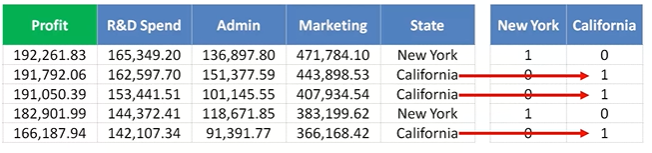 Profit R&D Spend Admin Marketing State New York California
192,261.83 165,349.20 136,897.80 471,784.10 New York 1 0
191,792.06 162,597.70 151,377.59 443,898.53 California 0 1
191,050.39 153,441.51 101,145.55 407,934.54 California 0 1
182,901.99 144,372.41 118,671.85 383,199.62 New York 1 0
166,187.94 142,107.34 91,391.77 366,168.42 California 0 1